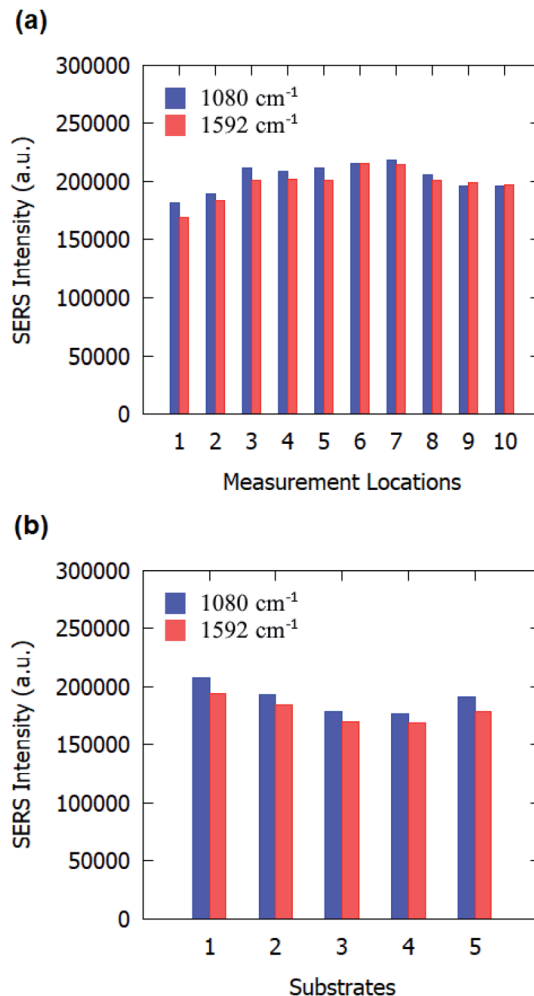 (a)
300000
250000
200000
150000
100000
50000
0
SERS Intensity (a.u.)
1080 cm⁻¹
1592 cm⁻¹
1 2 3 4 5 6 7 8 9 10
Measurement Locations
(b)
300000
250000
200000
150000
100000
50000
0
SERS Intensity (a.u.)
1080 cm⁻¹
1592 cm⁻¹
1 2 3 4 5
Substrates